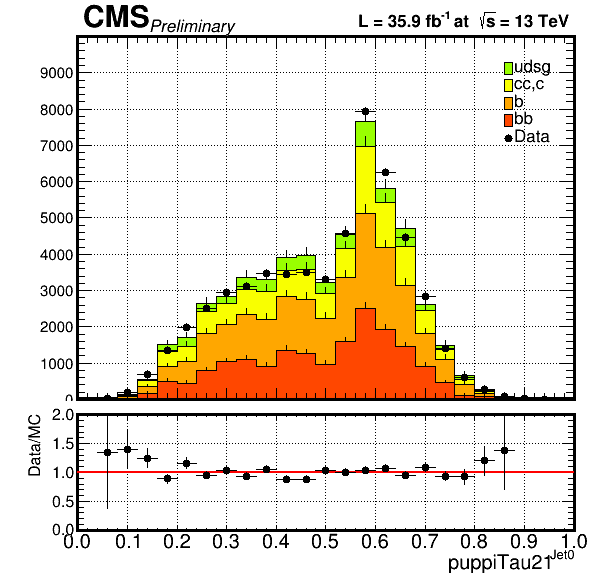 CMS Preliminary L = 35.9 fb-1 at √s = 13 TeV
9000
8000
7000
6000
5000
4000
3000
2000
1000
0
udsg
cc,c
b
bb
Data
Data/MC
2.0
1.5
1.0
0.5
0.0
0.0 0.1 0.2 0.3 0.4 0.5 0.6 0.7 0.8 0.9 1.0
puppiTau21Jet0